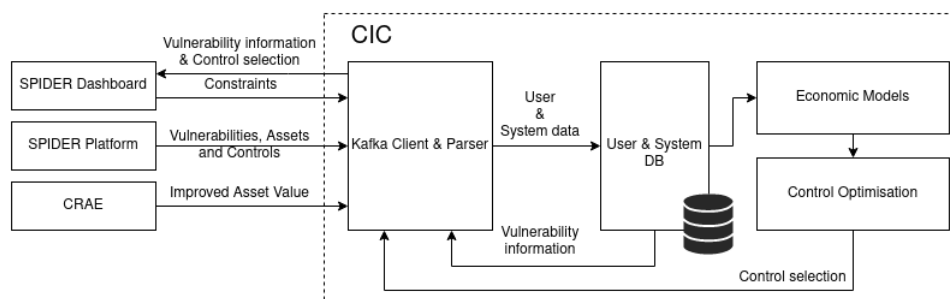 CIC
Vulnerability information
& Control selection
SPIDER Dashboard
Constraints
SPIDER Platform
Vulnerabilities, Assets
and Controls
CRAE
Improved Asset Value
Kafka Client & Parser
User
&
System data
User & System
DB
Economic Models
Control Optimisation
Vulnerability
information
Control selection